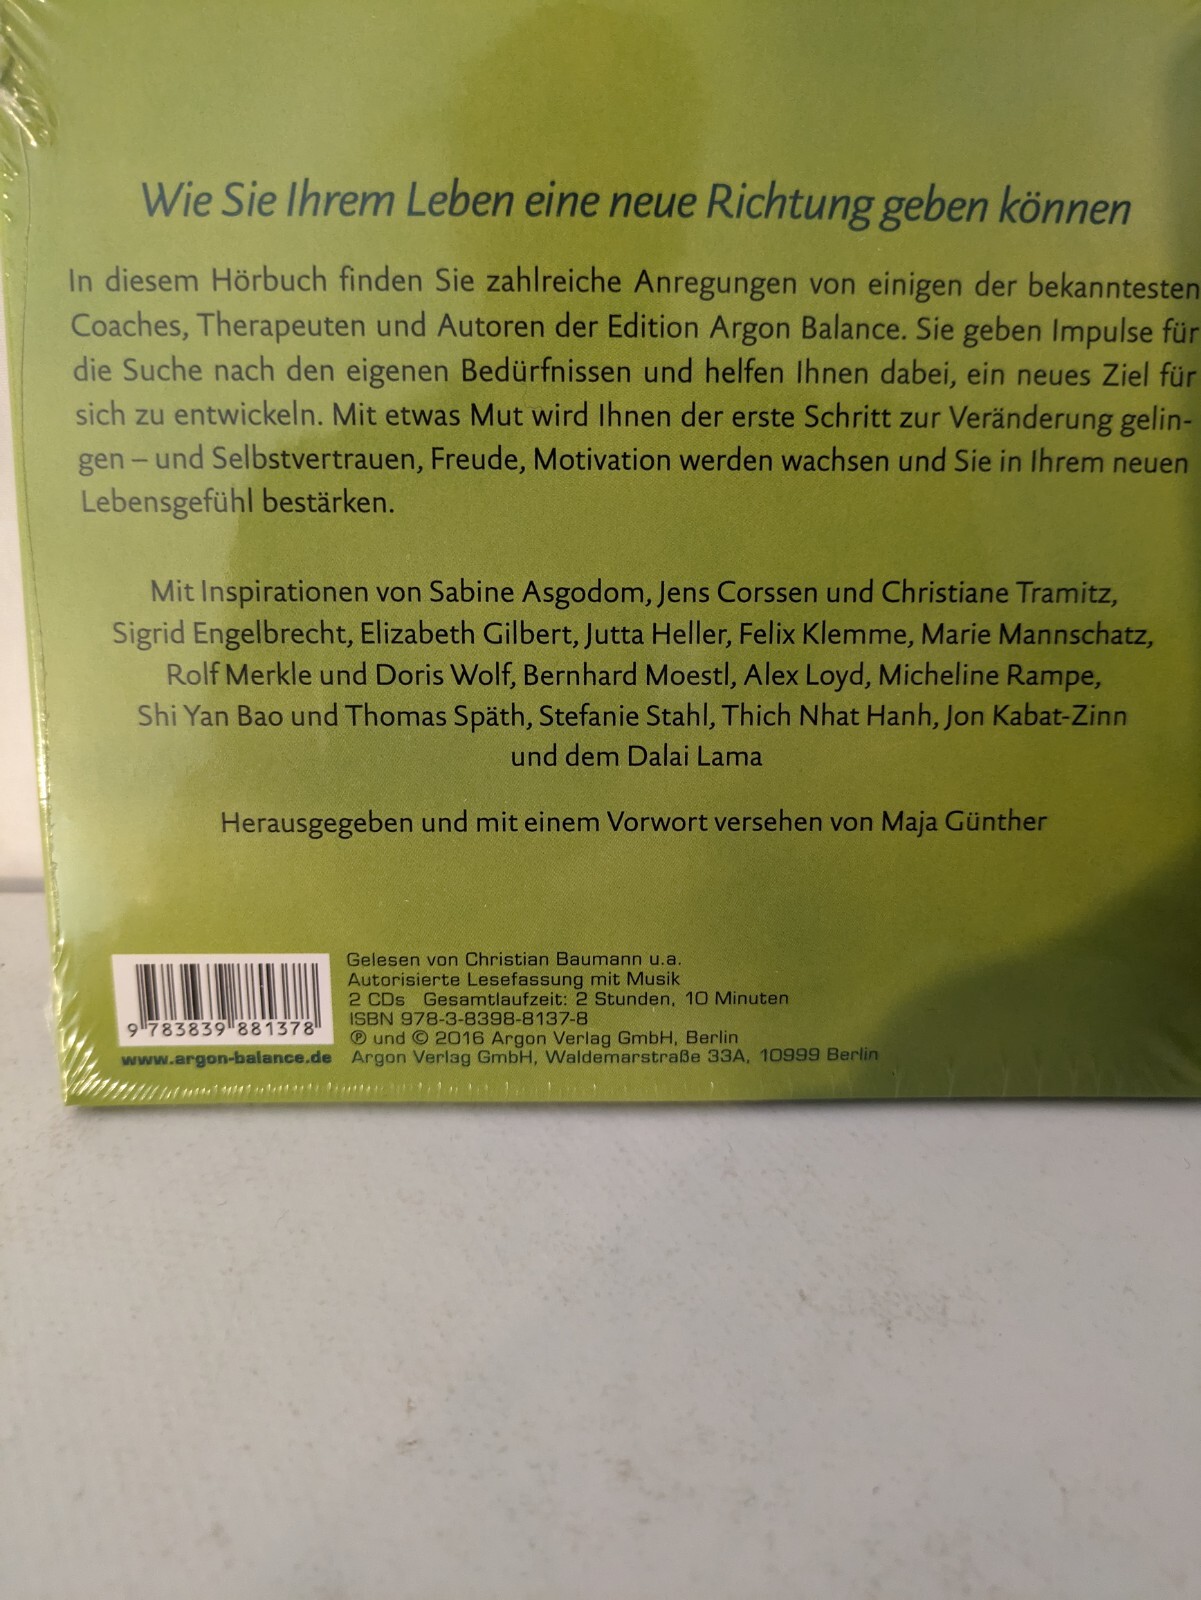 Wie Sie Ihrem Leben eine neue Richtung geben können
In diesem Hörbuch finden Sie zahlreiche Anregungen von einigen der bekanntesten
Coaches, Therapeuten und Autoren der Edition Argon Balance. Sie geben Impulse für
die Suche nach den eigenen Bedürfnissen und helfen Ihnen dabei, ein neues Ziel für
sich zu entwickeln. Mit etwas Mut wird Ihnen der erste Schritt zur Veränderung gelin-
gen – und Selbstvertrauen, Freude, Motivation werden wachsen und Sie in Ihrem neuen
Lebensgefühl bestärken.
Mit Inspirationen von Sabine Asgodom, Jens Corssen und Christiane Tramitz,
Sigrid Engelbrecht, Elizabeth Gilbert, Jutta Heller, Felix Klemme, Marie Mannschatz,
Rolf Merkle und Doris Wolf, Bernhard Moestl, Alex Loyd, Micheline Rampe,
Shi Yan Bao und Thomas Späth, Stefanie Stahl, Thich Nhat Hanh, Jon Kabat-Zinn
und dem Dalai Lama
Herausgegeben und mit einem Vorwort versehen von Maja Günther
9 783839 881378
www.argon-balance.de
Gelesen von Christian Baumann u.a.
Autorisierte Lesefassung mit Musik
2 CDs Gesamtlaufzeit: 2 Stunden, 10 Minuten
ISBN 978-3-8398-8137-8
℗ und © 2016 Argon Verlag GmbH, Berlin
Argon Verlag GmbH, Waldemarstraße 33A, 10999 Berlin